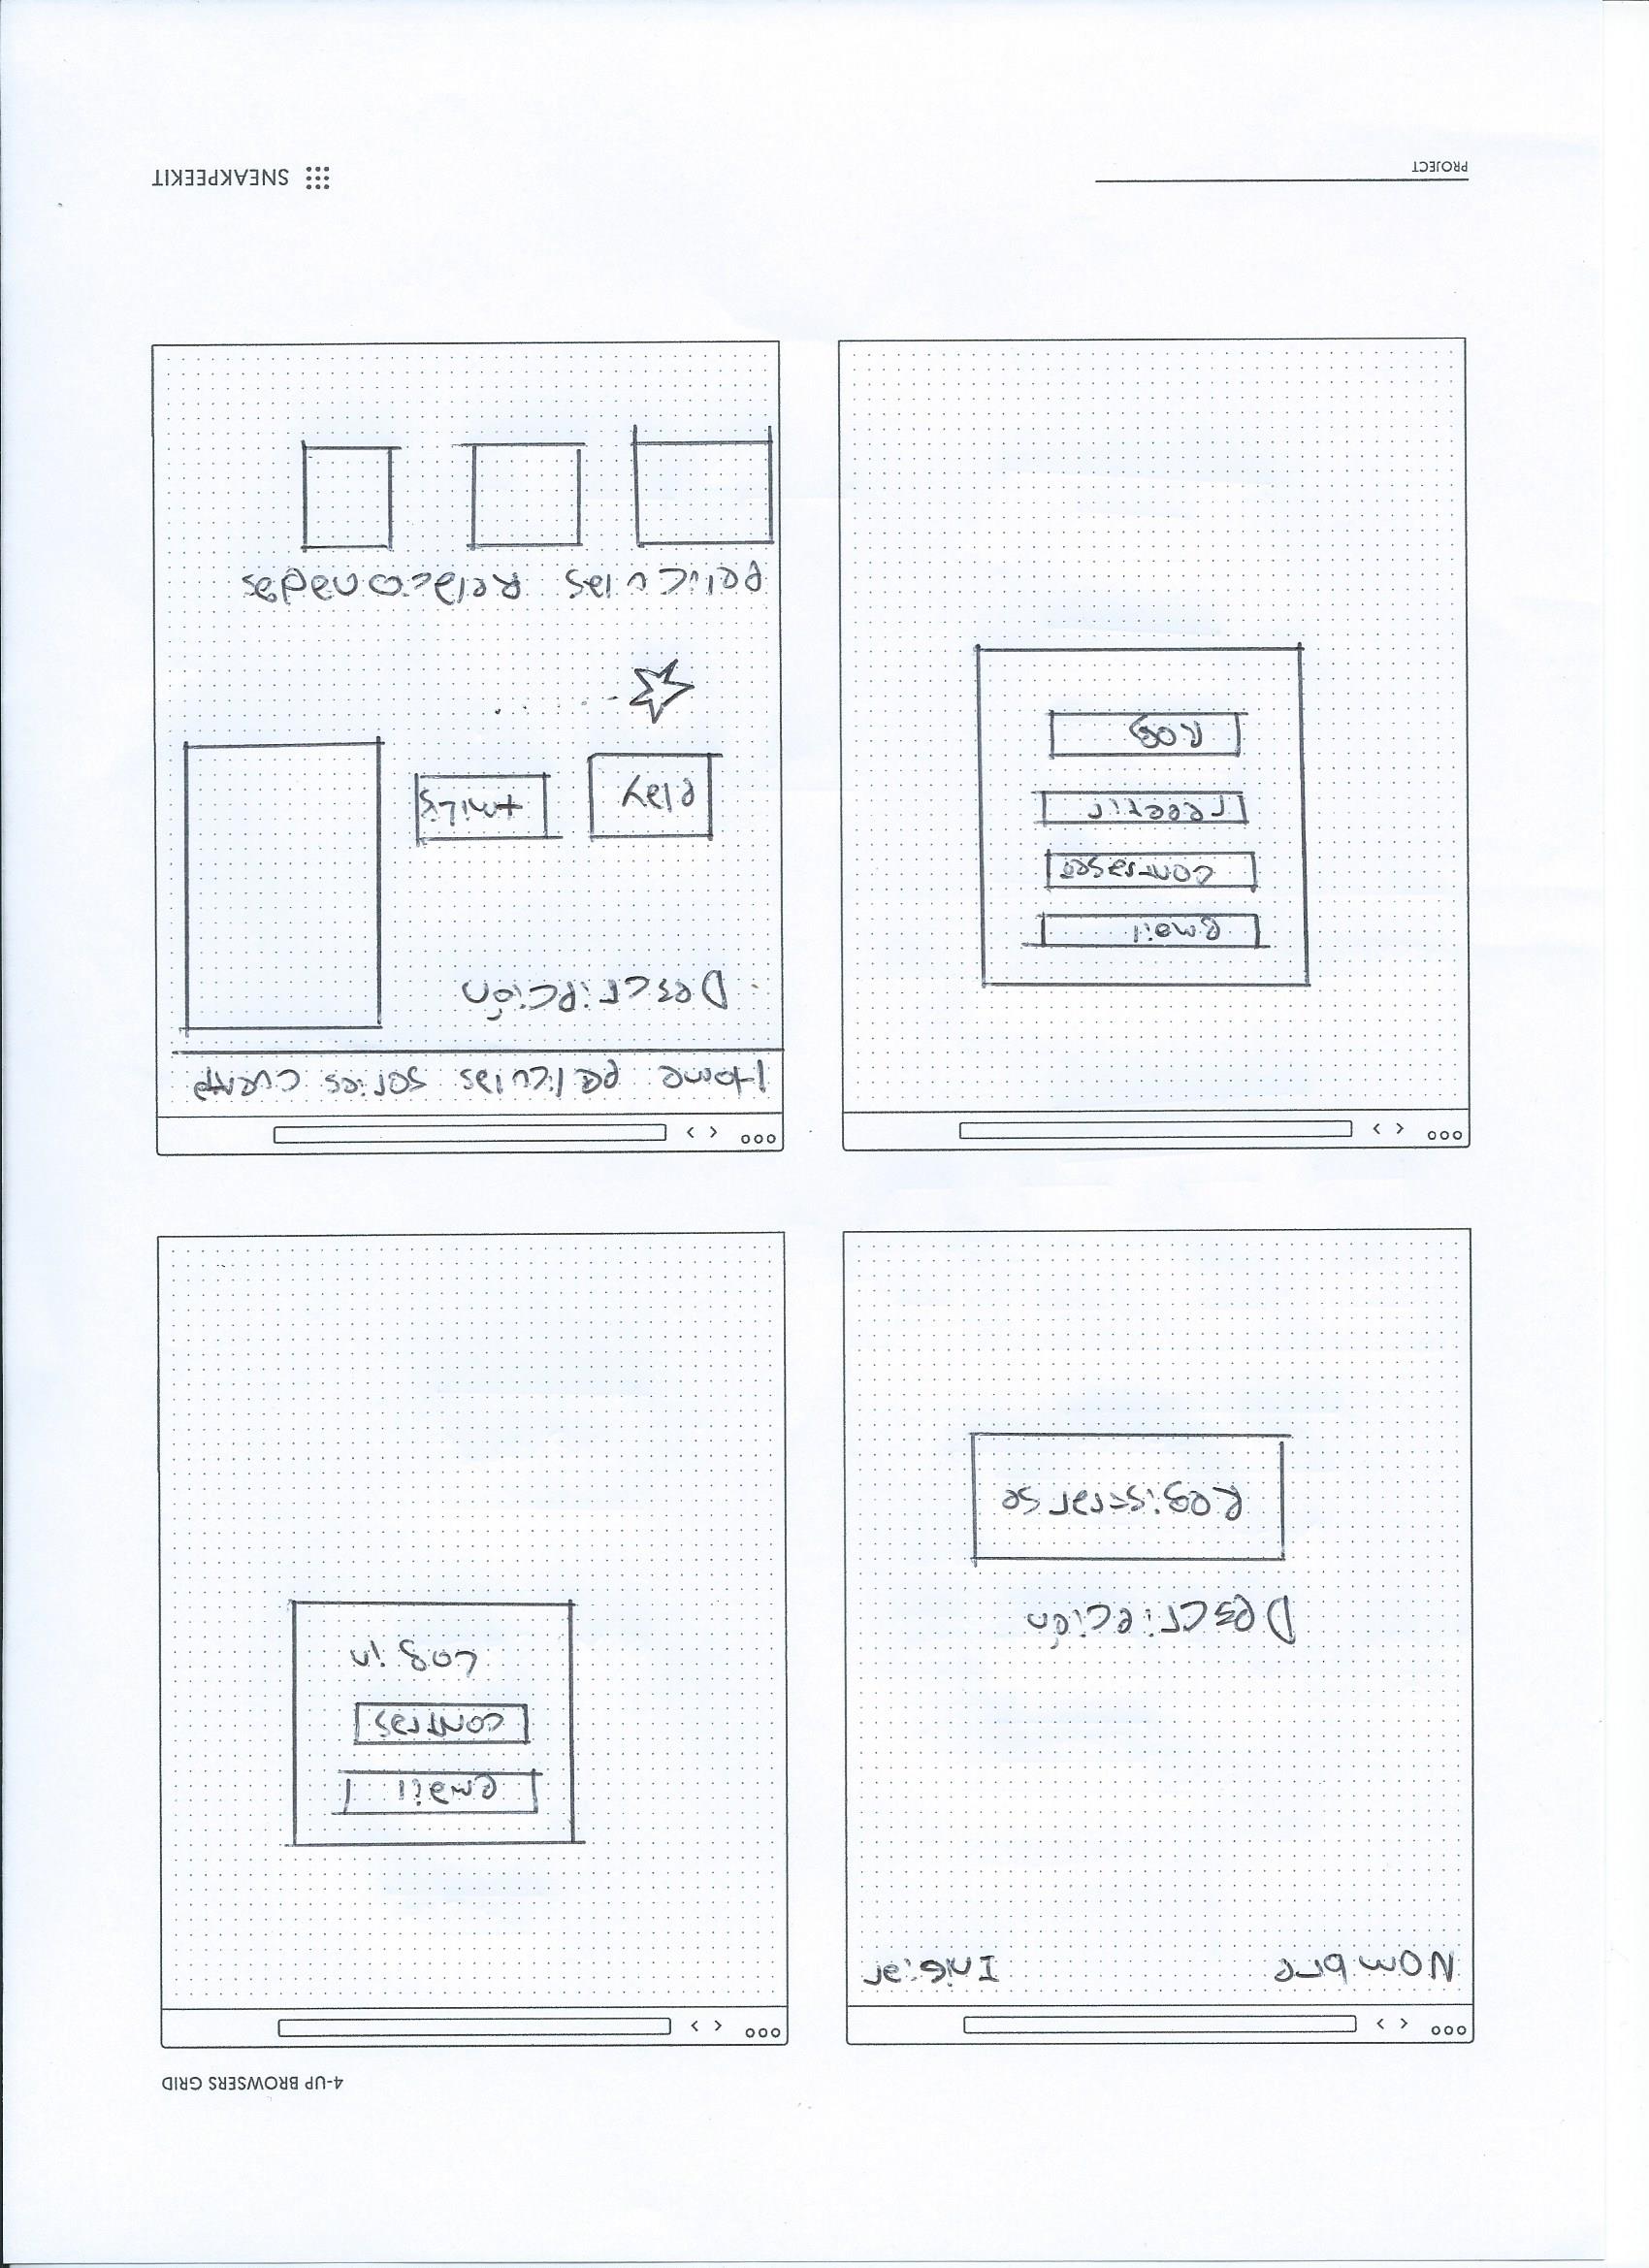 4-UP BROWSERS GRID
Nombre Iniciar
Descripción
Registrarse
email
contras
Log in
email
contraseñ
repetir
Reg
Home peliculas series cuenta
Descripción
play +miLis
peliculas Relacionadas
PROJECT
SNEAKPEEKIT